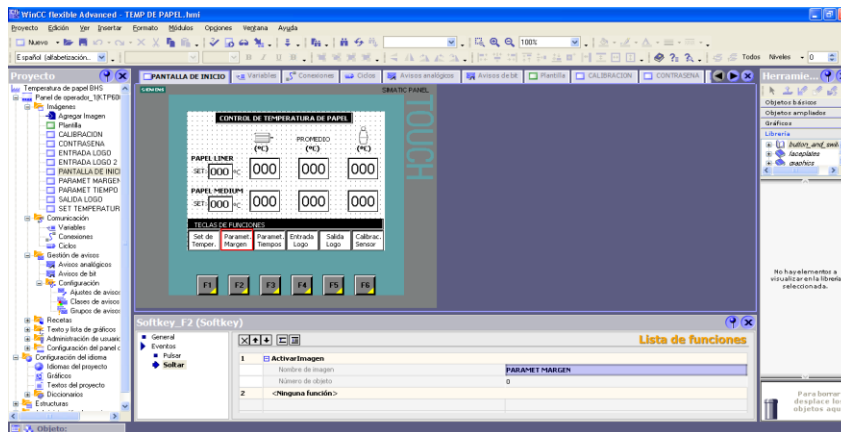 WinCC flexible Advanced - TEMP DE PAPEL.hmi
Proyecto Edición Ver Insertar Formato Módulos Opciones Ventana Ayuda
Nuevo
100%
Español (alfabetización..
Todos Niveles - 0
Proyecto
PANTALLA DE INICIO Variables Conexiones Ciclos Avisos analógicos Avisos de bit Plantilla CALIBRACION CONTRASENA
Herramie...
Temperatura de papel BHS
Panel de operador_1(KTP600
Imágenes
Agregar Imagen
Plantilla
CALIBRACION
CONTRASENA
ENTRADA LOGO
ENTRADA LOGO 2
PANTALLA DE INICI
PARAMET MARGEN
PARAMET TIEMPO
SALIDA LOGO
SET TEMPERATUR
Comunicación
Variables
Conexiones
Ciclos
Gestión de avisos
Avisos analógicos
Avisos de bit
Configuración
Ajustes de avisos
Clases de avisos
Grupos de avisos
Recetas
Texto y lista de gráficos
Administración de usuario
Configuración del panel c
Configuración del idioma
Idiomas del proyecto
Gráficos
Textos del proyecto
Diccionarios
Estructuras
SIEMENS
SIMATIC PANEL
TOUCH
CONTROL DE TEMPERATURA DE PAPEL
PROMEDIO
(ºC) (ºC) (ºC)
PAPEL LINER
SET: 000 ºC 000 000 000
PAPEL MEDIUM
SET: 000 ºC 000 000 000
TECLAS DE FUNCIONES
Set de Paramet. Paramet. Entrada Salida Calibrac.
Temper. Margen Tiempos Logo Logo Sensor
F1 F2 F3 F4 F5 F6
Objetos básicos
Objetos ampliados
Gráficos
Librería
button_and_swit
faceplates
graphics
No hay elementos a
visualizar en la librería
seleccionada.
Para borrar
desplace los
objetos aqu
Softkey_F2 (Softkey)
General
Eventos
Pulsar
Soltar
Lista de funciones
1 ActivarImagen
Nombre de imagen PARAMET MARGEN
Número de objeto 0
2 <Ninguna función>
Objeto: